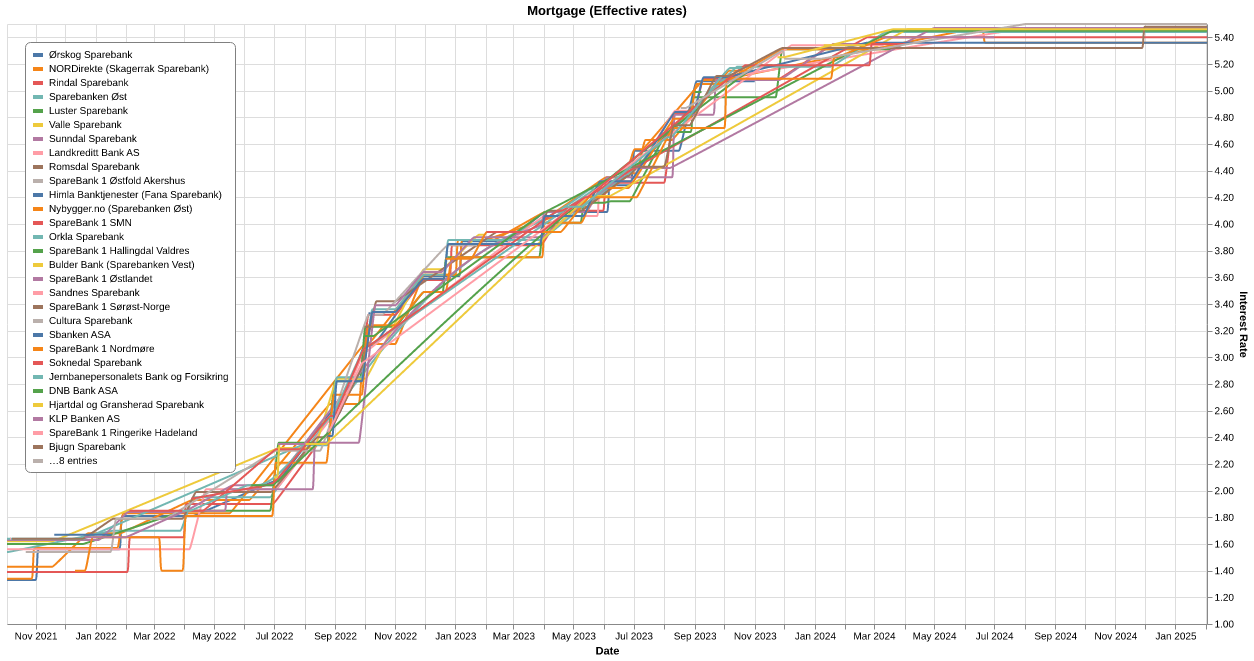 Mortgage (Effective rates)
Ørskog Sparebank
NORDirekte (Skagerrak Sparebank)
Rindal Sparebank
Sparebanken Øst
Luster Sparebank
Valle Sparebank
Sunndal Sparebank
Landkreditt Bank AS
Romsdal Sparebank
SpareBank 1 Østfold Akershus
Himla Banktjenester (Fana Sparebank)
Nybygger.no (Sparebanken Øst)
SpareBank 1 SMN
Orkla Sparebank
SpareBank 1 Hallingdal Valdres
Bulder Bank (Sparebanken Vest)
SpareBank 1 Østlandet
Sandnes Sparebank
SpareBank 1 Sørøst-Norge
Cultura Sparebank
Sbanken ASA
SpareBank 1 Nordmøre
Soknedal Sparebank
Jernbanepersonalets Bank og Forsikring
DNB Bank ASA
Hjartdal og Gransherad Sparebank
KLP Banken AS
SpareBank 1 Ringerike Hadeland
Bjugn Sparebank
…8 entries
5.40
5.20
5.00
4.80
4.60
4.40
4.20
4.00
3.80
3.60
3.40
3.20
3.00
2.80
2.60
2.40
2.20
2.00
1.80
1.60
1.40
1.20
1.00
Interest Rate
Nov 2021 Jan 2022 Mar 2022 May 2022 Jul 2022 Sep 2022 Nov 2022 Jan 2023 Mar 2023 May 2023 Jul 2023 Sep 2023 Nov 2023 Jan 2024 Mar 2024 May 2024 Jul 2024 Sep 2024 Nov 2024 Jan 2025
Date